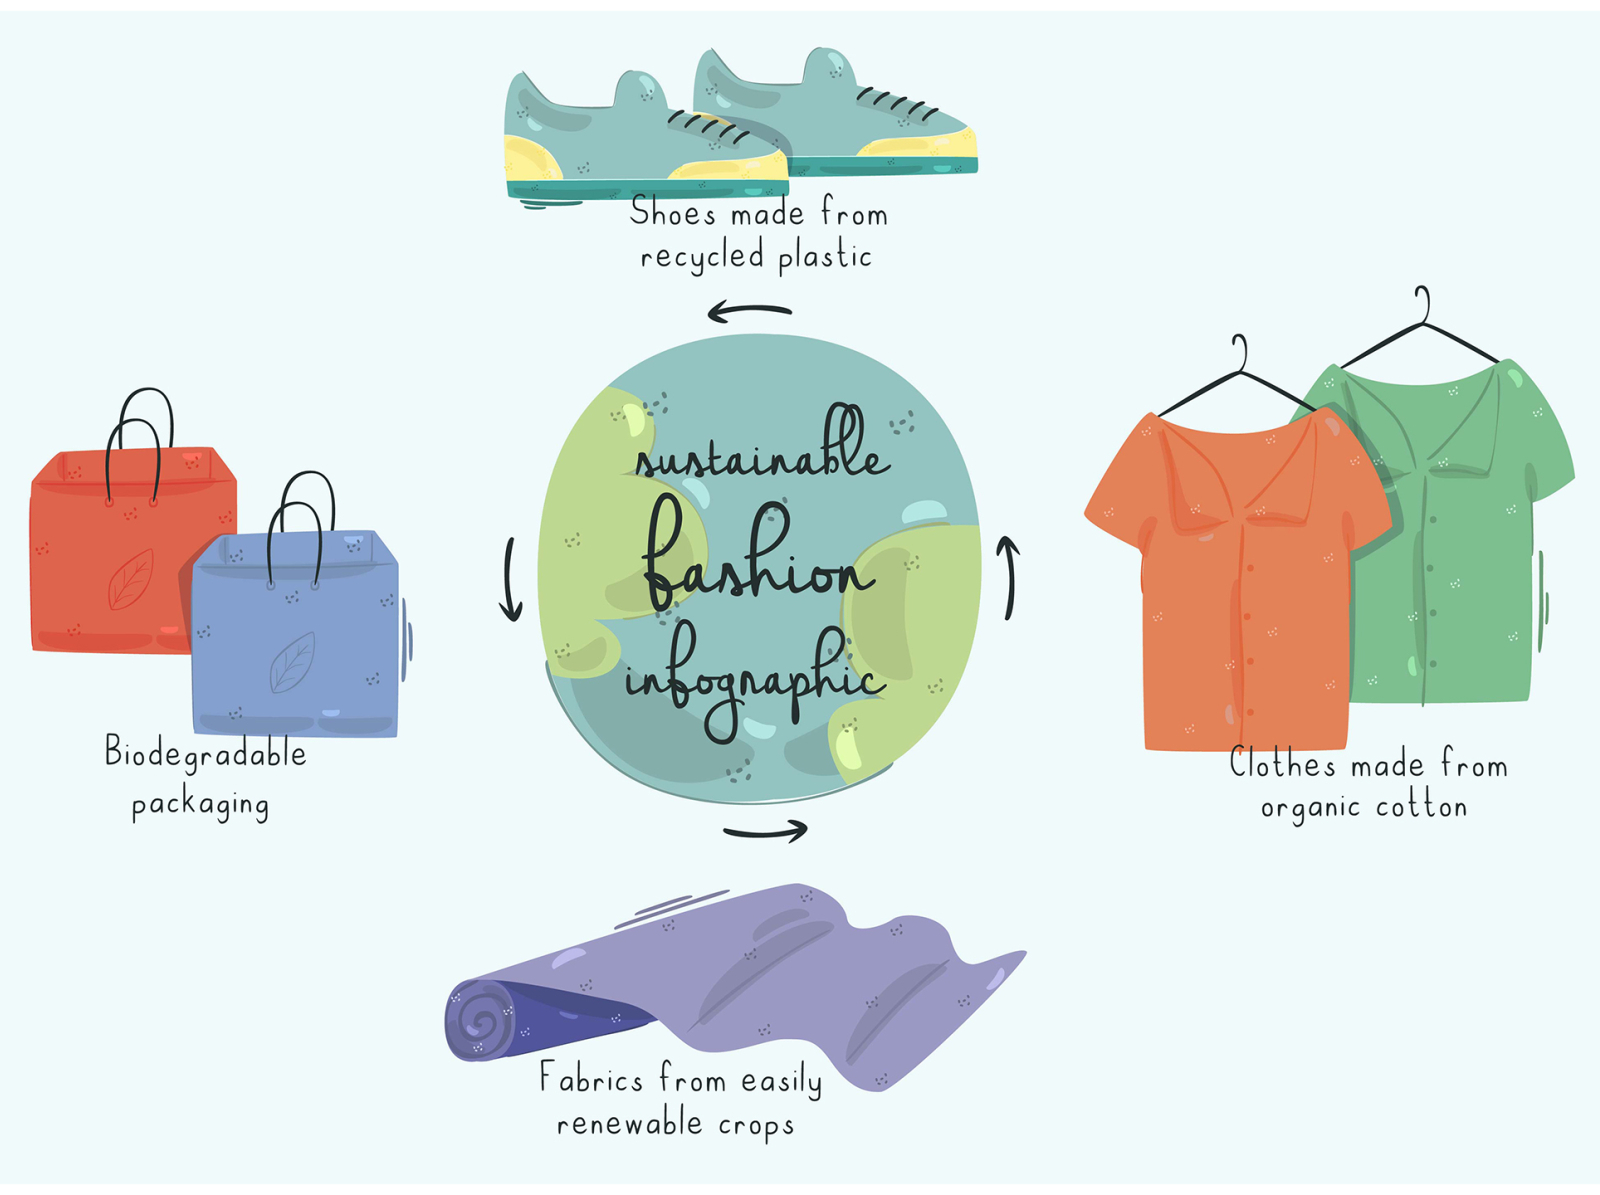 Shoes made from
recycled plastic
sustainable
fashion
infographic
Biodegradable
packaging
Clothes made from
organic cotton
Fabrics from easily
renewable crops